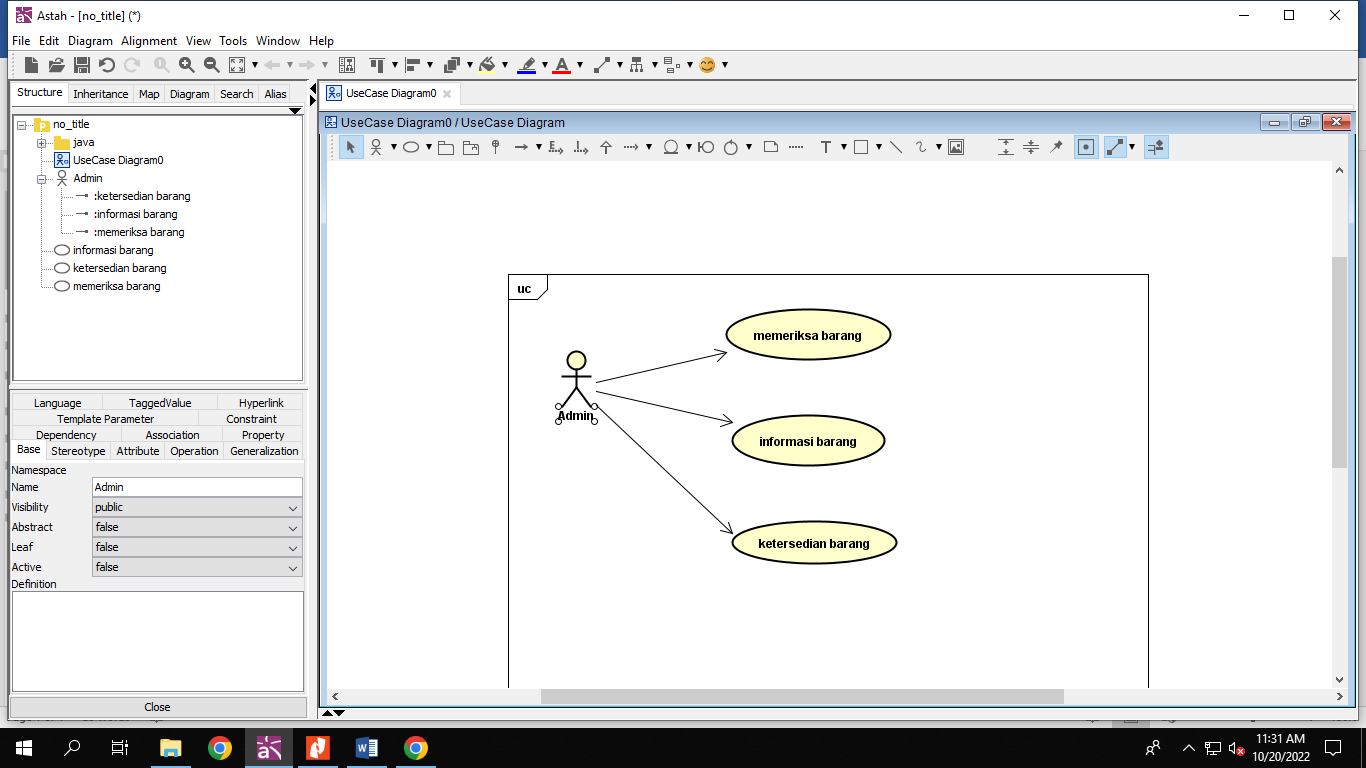 Astah - [no_title] (*)
File Edit Diagram Alignment View Tools Window Help
Structure Inheritance Map Diagram Search Alias
no_title
java
UseCase Diagram0
Admin
:ketersedian barang
:informasi barang
:memeriksa barang
informasi barang
ketersedian barang
memeriksa barang
Language TaggedValue Hyperlink
Template Parameter Constraint
Dependency Association Property
Base Stereotype Attribute Operation Generalization
Namespace
Name Admin
Visibility public
Abstract false
Leaf false
Active false
Definition
Close
UseCase Diagram0
UseCase Diagram0 / UseCase Diagram
uc
memeriksa barang
Admin
informasi barang
ketersedian barang
11:31 AM
10/20/2022